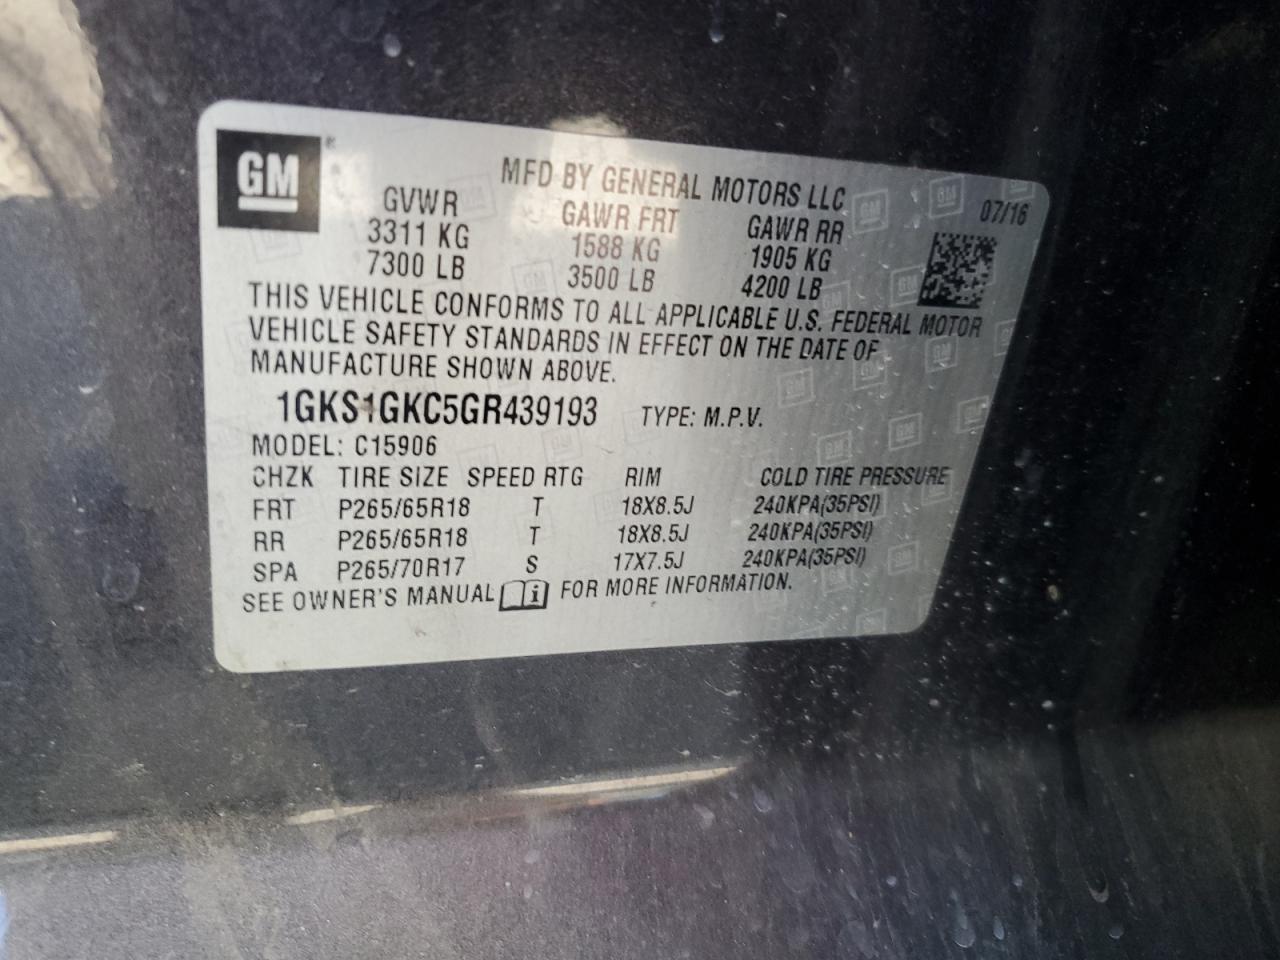 GM
MFD BY GENERAL MOTORS LLC
07/16
GVWR GAWR FRT GAWR RR
3311 KG 1588 KG 1905 KG
7300 LB 3500 LB 4200 LB
THIS VEHICLE CONFORMS TO ALL APPLICABLE U.S. FEDERAL MOTOR
VEHICLE SAFETY STANDARDS IN EFFECT ON THE DATE OF
MANUFACTURE SHOWN ABOVE.
1GKS1GKC5GR439193 TYPE: M.P.V.
MODEL: C15906
CHZK TIRE SIZE SPEED RTG RIM COLD TIRE PRESSURE
FRT P265/65R18 T 18X8.5J 240KPA(35PSI)
RR P265/65R18 T 18X8.5J 240KPA(35PSI)
SPA P265/70R17 S 17X7.5J 240KPA(35PSI)
SEE OWNER'S MANUAL i FOR MORE INFORMATION.